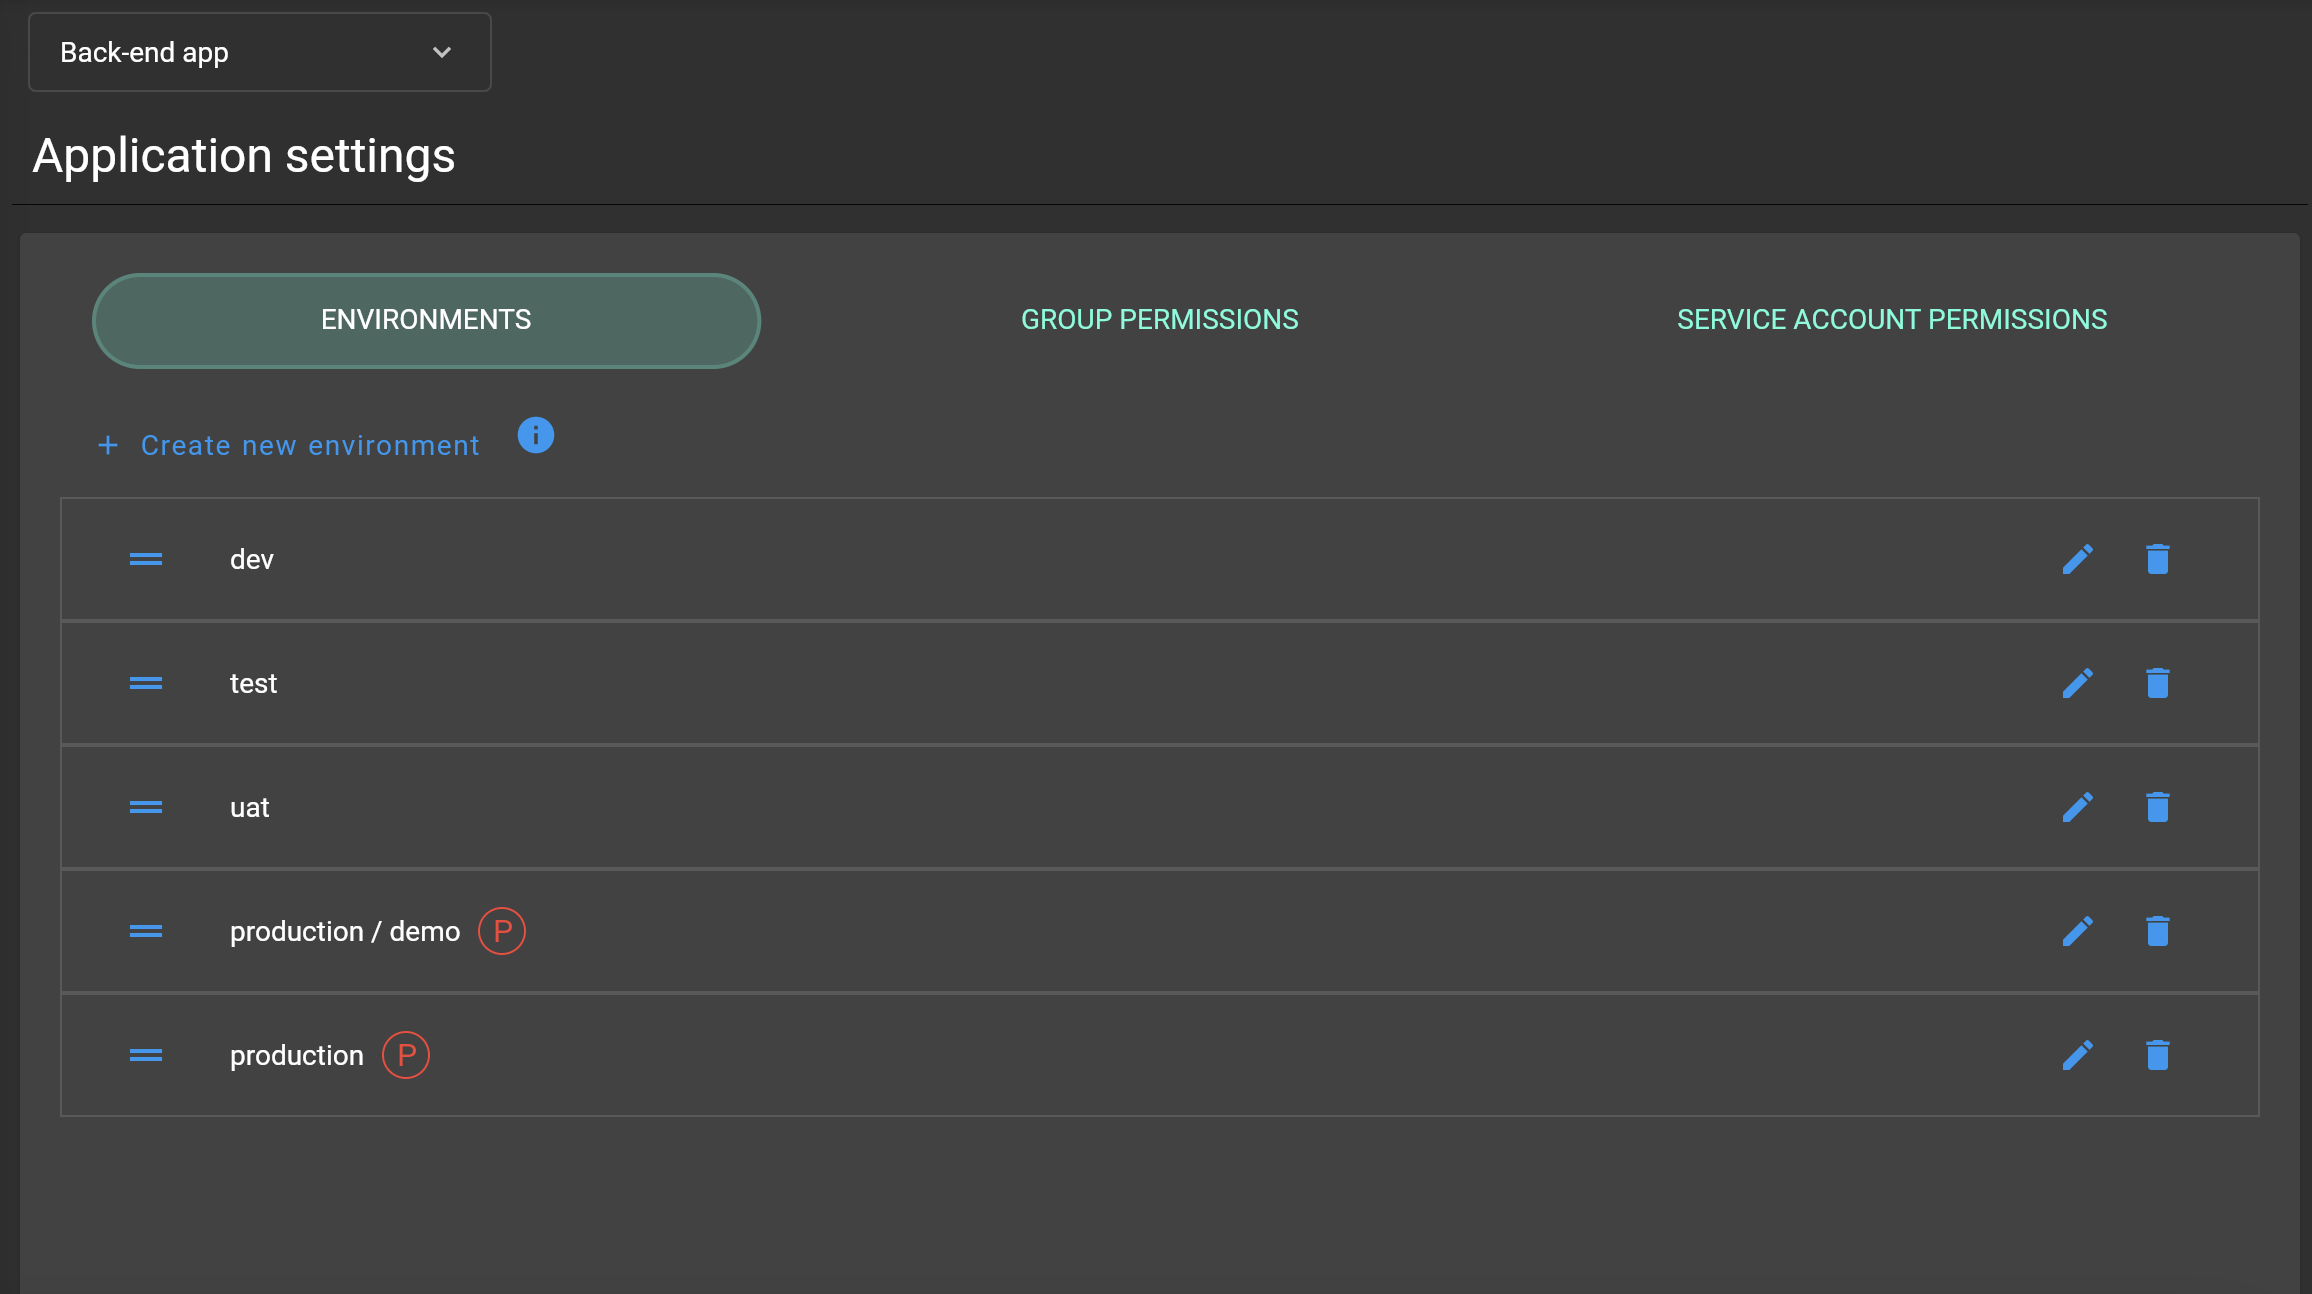 Back-end app
Application settings
ENVIRONMENTS GROUP PERMISSIONS SERVICE ACCOUNT PERMISSIONS
+ Create new environment i
dev
test
uat
production / demo P
production P